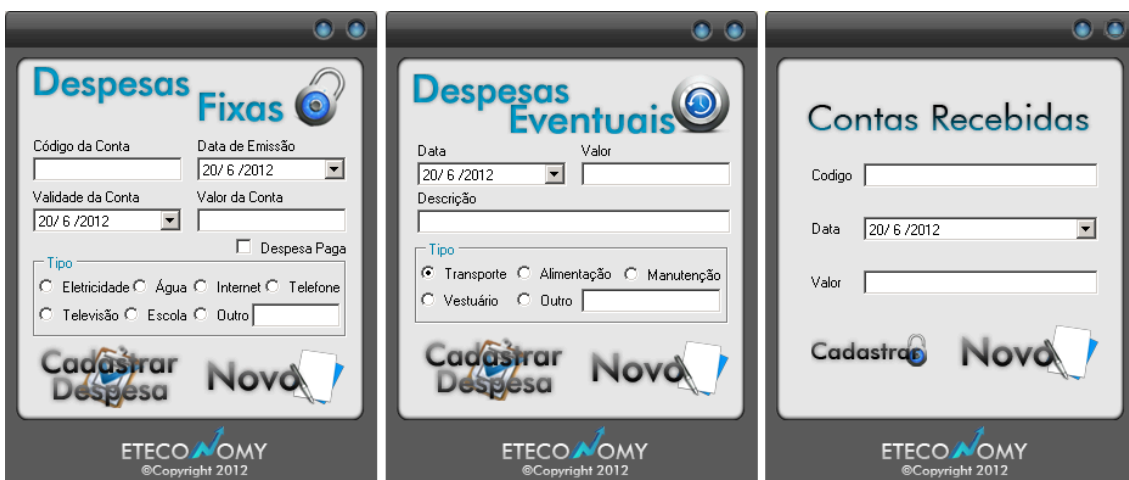 Despesas
Fixas
Código da Conta
Data de Emissão
20/ 6 /2012
Validade da Conta
Valor da Conta
20/ 6 /2012
Despesa Paga
Tipo
Eletricidade Água Internet Telefone
Televisão Escola Outro
Cadastrar
Despesa
Novo
ETECONOMY
©Copyright 2012
Despesas
Eventuais
Data
Valor
20/ 6 /2012
Descrição
Tipo
Transporte Alimentação Manutenção
Vestuário Outro
Cadastrar
Despesa
Novo
ETECONOMY
©Copyright 2012
Contas Recebidas
Codigo
Data 20/ 6 /2012
Valor
Cadastrar
Novo
ETECONOMY
©Copyright 2012